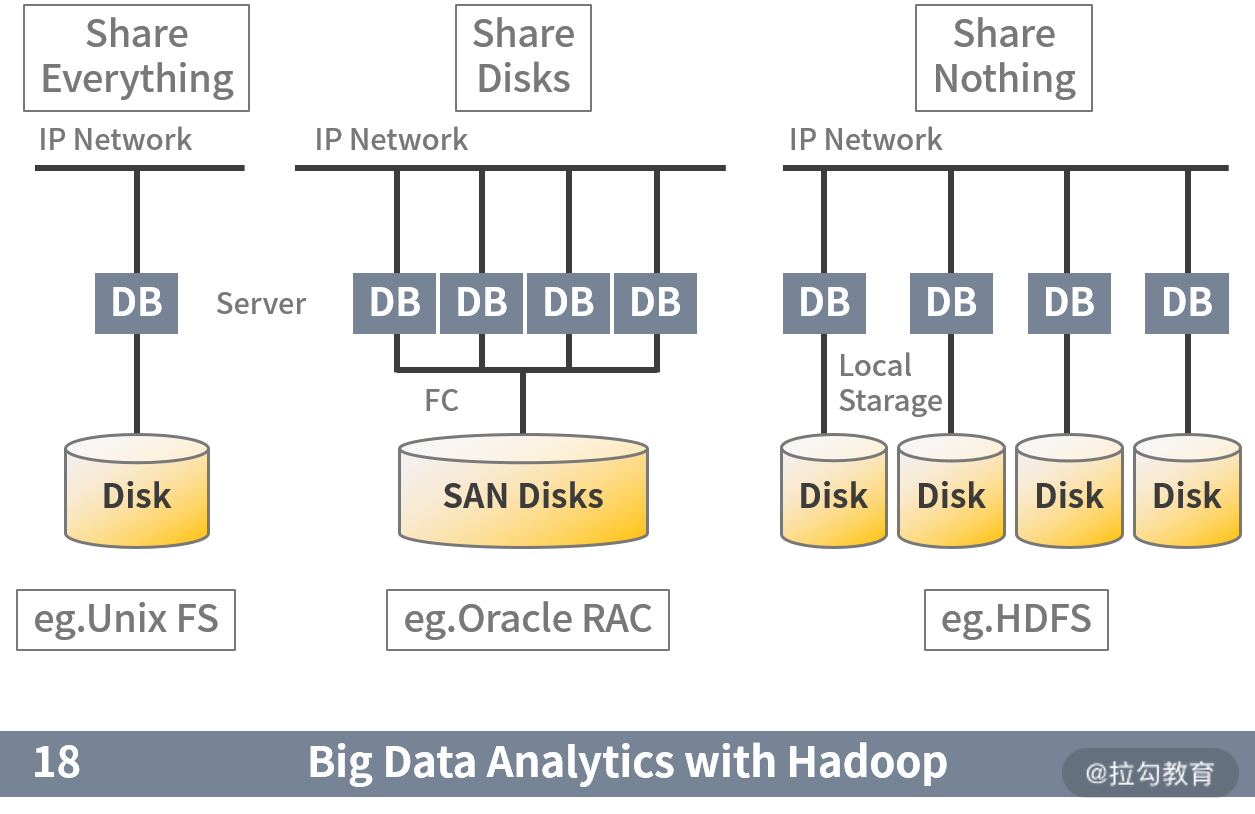 Share
Everything
Share
Disks
Share
Nothing
IP Network
IP Network
IP Network
DB
Server
DB
DB
DB
DB
DB
DB
DB
DB
FC
Local
Starage
Disk
SAN Disks
Disk
Disk
Disk
Disk
eg.Unix FS
eg.Oracle RAC
eg.HDFS
18
Big Data Analytics with Hadoop
@拉勾教育